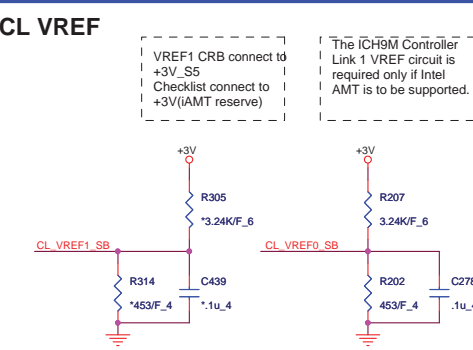 CL VREF
VREF1 CRB connect to
+3V_S5
Checklist connect to
+3V(iAMT reserve)
The ICH9M Controller
Link 1 VREF circuit is
required only if Intel
AMT is to be supported.
+3V
R305
*3.24K/F_6
CL_VREF1_SB
R314
*453/F_4
C439
*.1u_4
+3V
R207
3.24K/F_6
CL_VREF0_SB
R202
453/F_4
C278
.1u_4